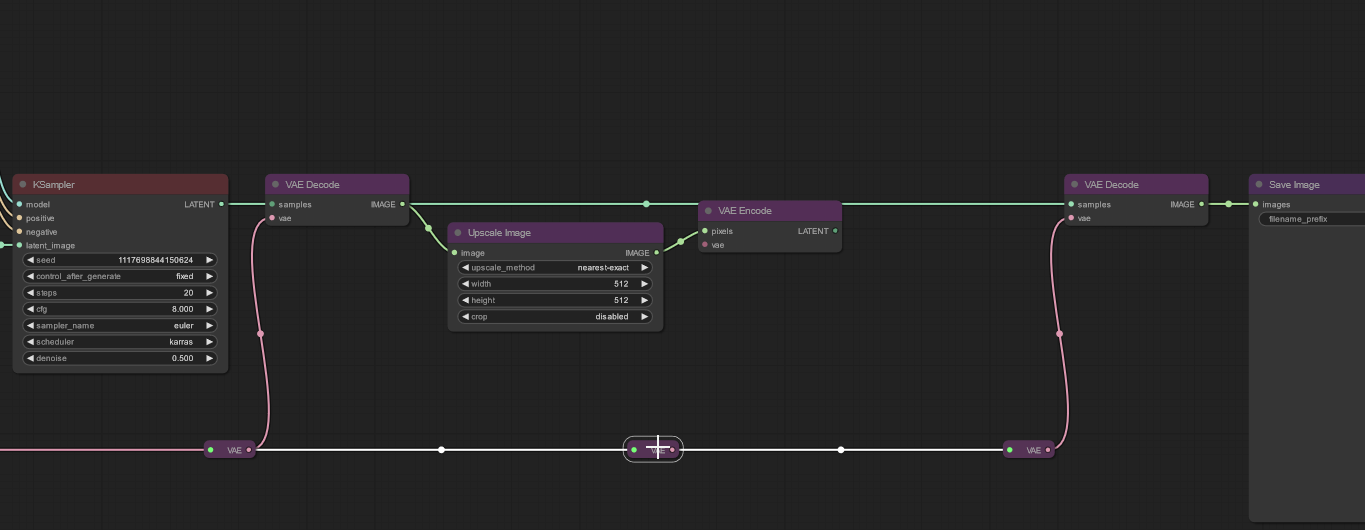 KSampler
model LATENT
positive
negative
latent_image
seed 1117698844150624
control_after_generate fixed
steps 20
cfg 8.000
sampler_name euler
scheduler karras
denoise 0.500
VAE Decode
samples IMAGE
vae
Upscale Image
image IMAGE
upscale_method nearest-exact
width 512
height 512
crop disabled
VAE Encode
pixels LATENT
vae
VAE Decode
samples IMAGE
vae
Save Image
images
filename_prefix
VAE
VAE
VAE